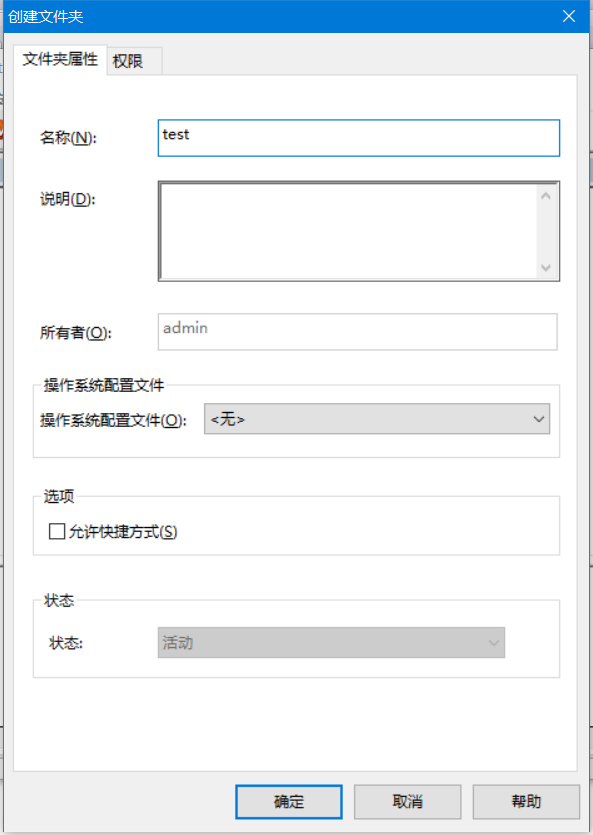 创建文件夹
文件夹属性 权限
名称(N): test
说明(D):
所有者(O): admin
操作系统配置文件
操作系统配置文件(O): <无>
选项
允许快捷方式(S)
状态
状态: 活动
确定 取消 帮助